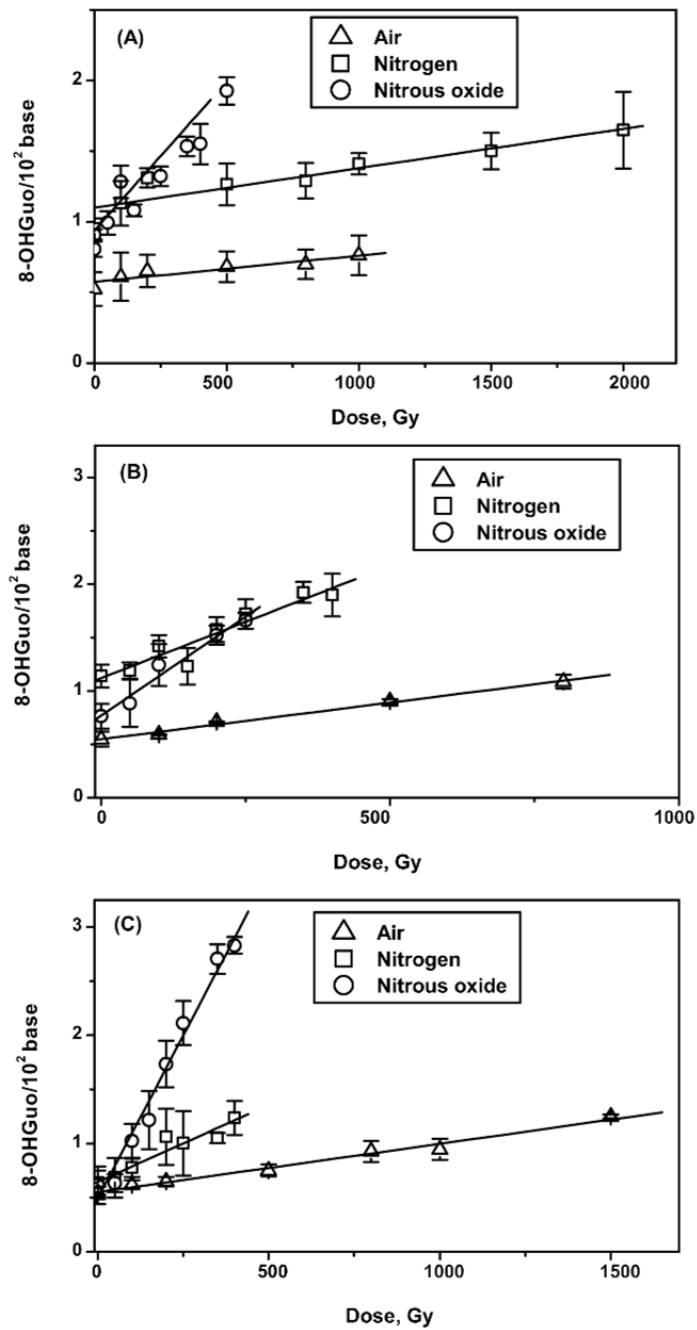 (A)
Air
Nitrogen
Nitrous oxide
2
1
0
8-OHGuo/10² base
0 500 1000 1500 2000
Dose, Gy
(B)
Air
Nitrogen
Nitrous oxide
3
2
1
0
8-OHGuo/10² base
0 500 1000
Dose, Gy
(C)
Air
Nitrogen
Nitrous oxide
3
2
1
0
8-OHGuo/10² base
0 500 1000 1500
Dose, Gy